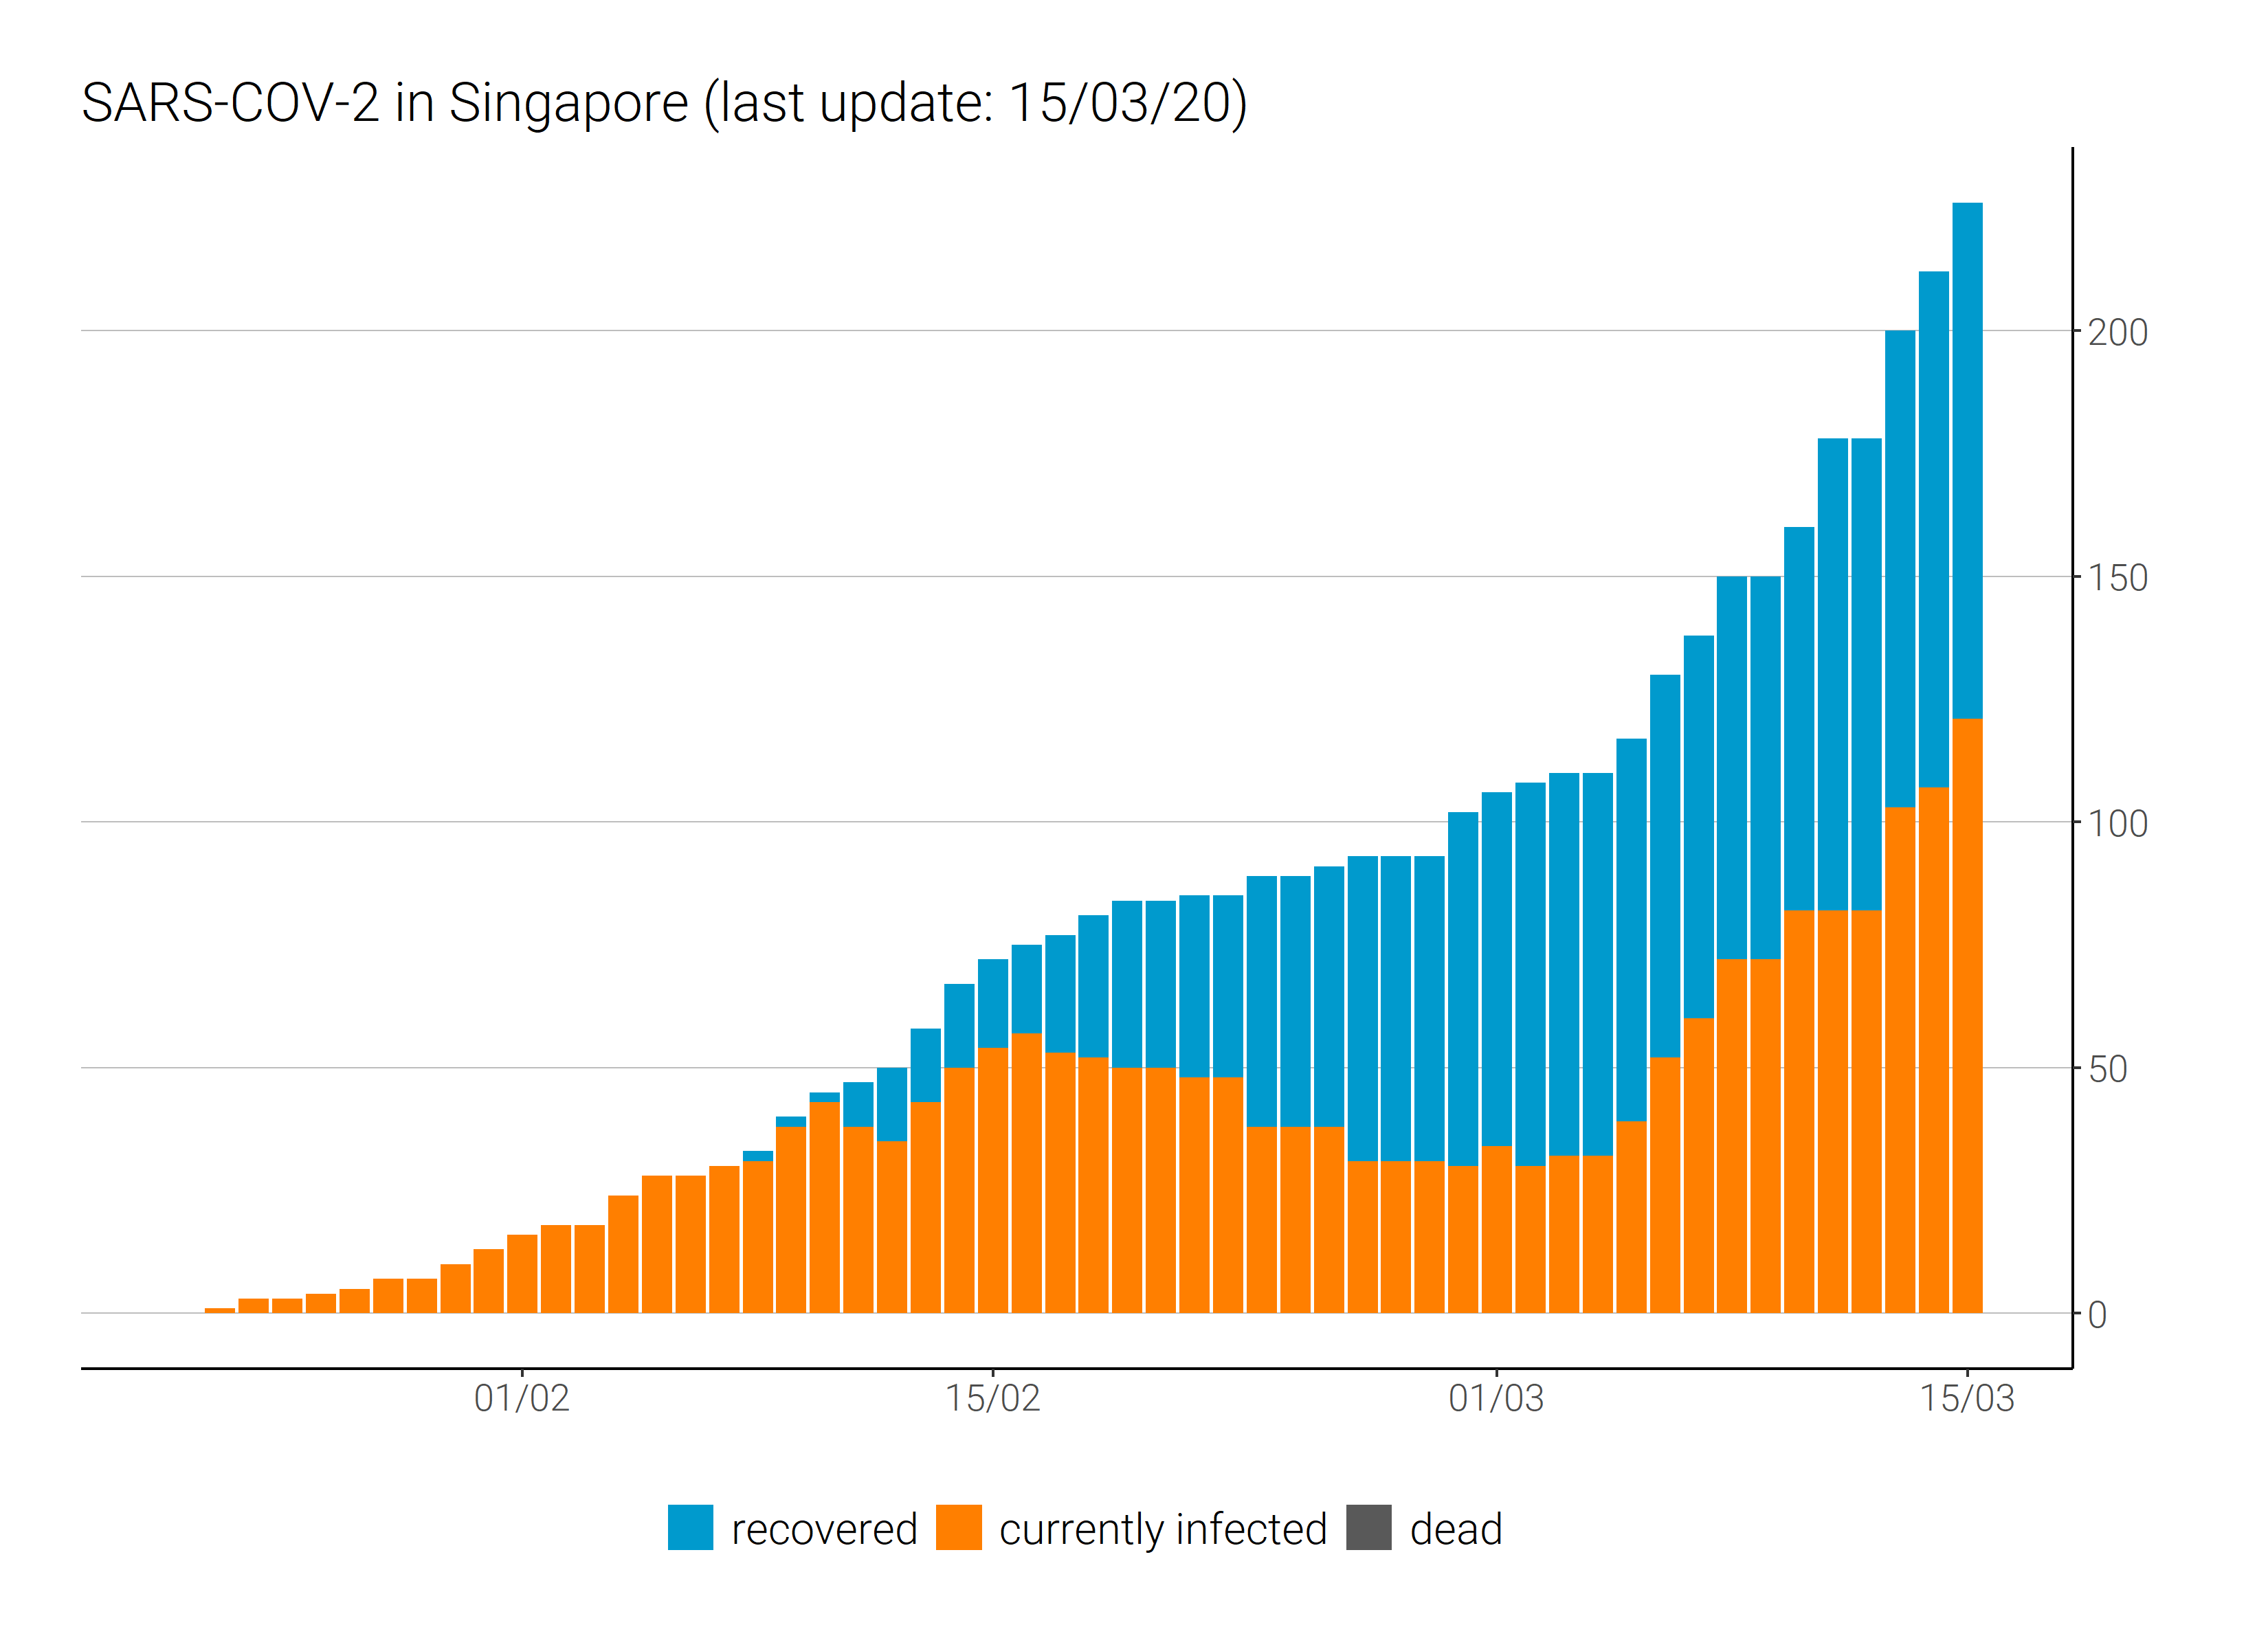 SARS-COV-2 in Singapore (last update: 15/03/20)
200
150
100
50
0
01/02 15/02 01/03 15/03
recovered currently infected dead